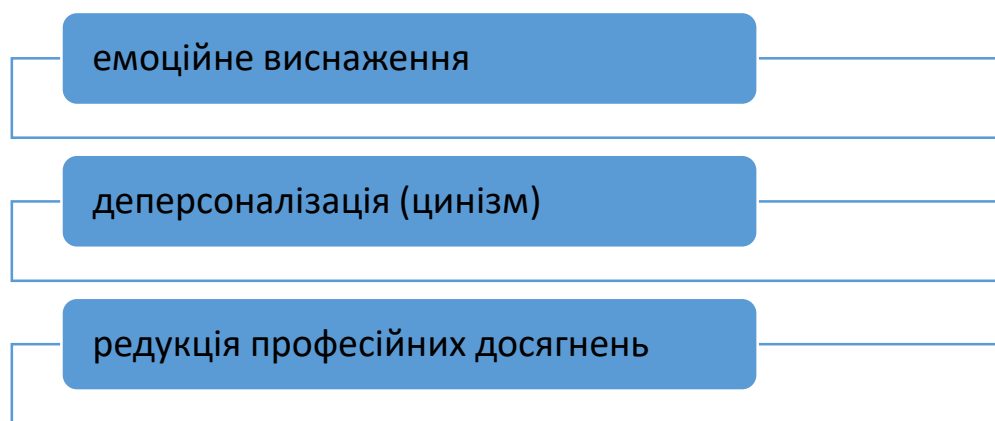 емоційне виснаження
деперсоналізація (цинізм)
редукція професійних досягнень